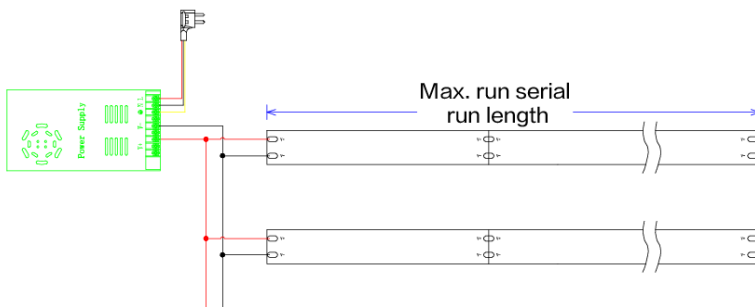 Max. run serial
run length
Power Supply
L
N
V-
V+
V+
V-
V+
V-
V+
V-
V+
V-
V+
V-
V+
V-